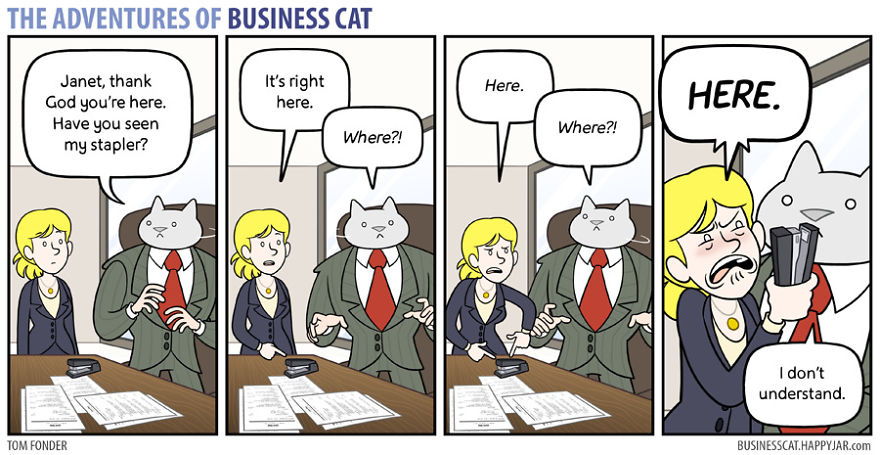 THE ADVENTURES OF BUSINESS CAT
Janet, thank
God you're here.
Have you seen
my stapler?
It's right
here.
Where?!
Here.
Where?!
HERE.
I don't
understand.
TOM FONDER
BUSINESSCAT.HAPPYJAR.com